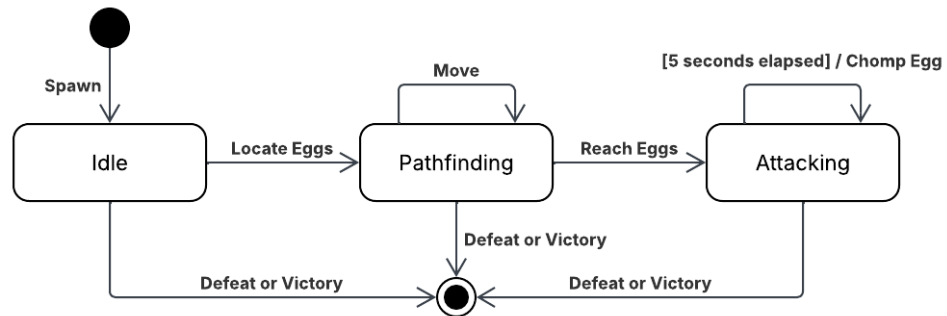 [5 seconds elapsed] / Chomp Egg
Move
Spawn
Locate Eggs
Reach Eggs
Idle
Pathfinding
Attacking
Defeat or Victory
Defeat or Victory
Defeat or Victory